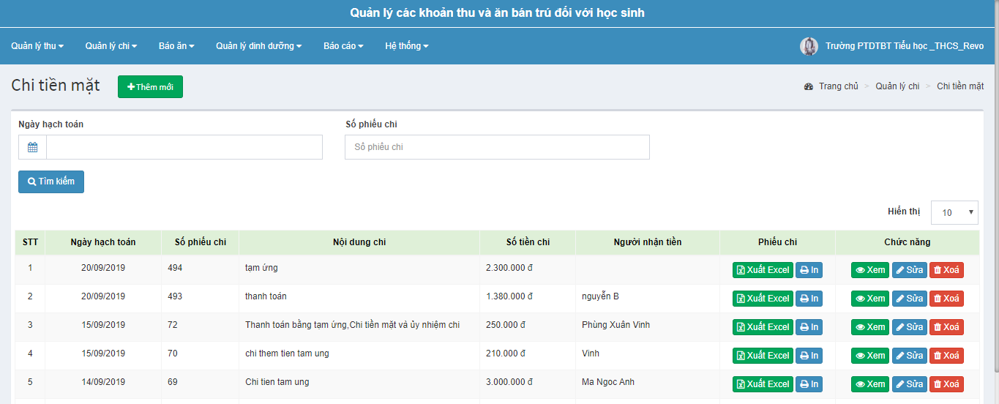 Quản lý các khoản thu và ăn bán trú đối với học sinh
Quản lý thu Quản lý chi Báo ăn Quản lý dinh dưỡng Báo cáo Hệ thống Trường PTDTBT Tiểu học _THCS_Revo
Chi tiền mặt Thêm mới Trang chủ > Quản lý chi > Chi tiền mặt
Ngày hạch toán Số phiếu chi
Số phiếu chi
Tìm kiếm
Hiển thị 10
STT Ngày hạch toán Số phiếu chi Nội dung chi Số tiền chi Người nhận tiền Phiếu chi Chức năng
1 20/09/2019 494 tạm ứng 2.300.000 đ Xuất Excel In Xem Sửa Xoá
2 20/09/2019 493 thanh toán 1.380.000 đ nguyễn B Xuất Excel In Xem Sửa Xoá
3 15/09/2019 72 Thanh toán bằng tạm ứng,Chi tiền mặt và ủy nhiệm chi 250.000 đ Phùng Xuân Vinh Xuất Excel In Xem Sửa Xoá
4 15/09/2019 70 chi them tien tam ung 210.000 đ Vinh Xuất Excel In Xem Sửa Xoá
5 14/09/2019 69 Chi tien tam ung 3.000.000 đ Ma Ngoc Anh Xuất Excel In Xem Sửa Xoá